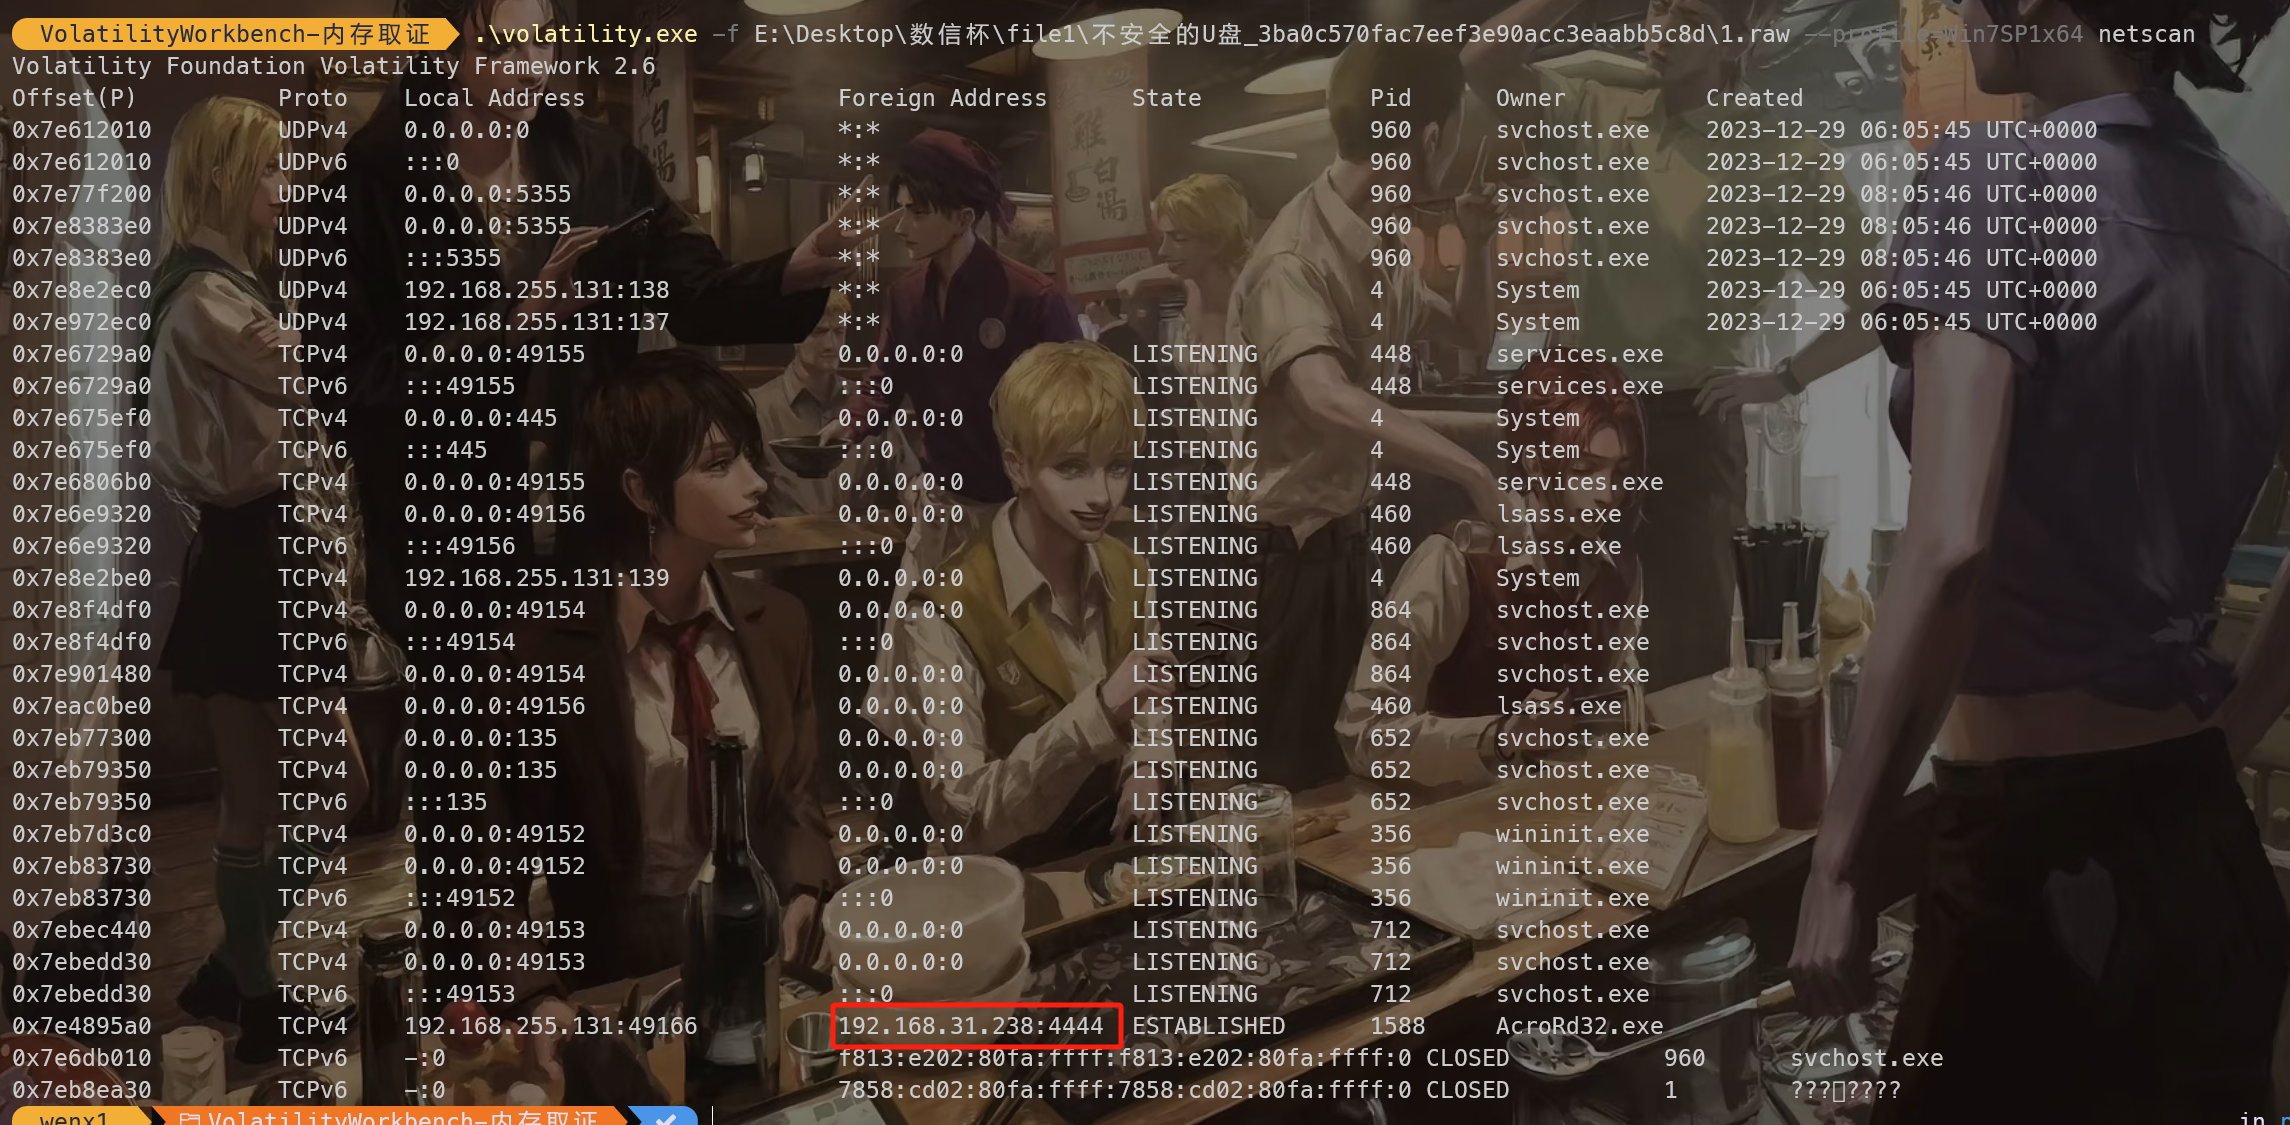 VolatilityWorkbench-内存取证 .\volatility.exe -f E:\Desktop\数信杯\file1\不安全的U盘_3ba0c570fac7eef3e90acc3eaabb5c8d\1.raw --profile=Win7SP1x64 netscan
Volatility Foundation Volatility Framework 2.6
Offset(P) Proto Local Address Foreign Address State Pid Owner Created
0x7e612010 UDPv4 0.0.0.0:0 *:* 960 svchost.exe 2023-12-29 06:05:45 UTC+0000
0x7e612010 UDPv6 :::0 *:* 960 svchost.exe 2023-12-29 06:05:45 UTC+0000
0x7e77f200 UDPv4 0.0.0.0:5355 *:* 960 svchost.exe 2023-12-29 08:05:46 UTC+0000
0x7e8383e0 UDPv4 0.0.0.0:5355 *:* 960 svchost.exe 2023-12-29 08:05:46 UTC+0000
0x7e8383e0 UDPv6 :::5355 *:* 960 svchost.exe 2023-12-29 08:05:46 UTC+0000
0x7e8e2ec0 UDPv4 192.168.255.131:138 *:* 4 System 2023-12-29 06:05:45 UTC+0000
0x7e972ec0 UDPv4 192.168.255.131:137 *:* 4 System 2023-12-29 06:05:45 UTC+0000
0x7e6729a0 TCPv4 0.0.0.0:49155 0.0.0.0:0 LISTENING 448 services.exe
0x7e6729a0 TCPv6 :::49155 :::0 LISTENING 448 services.exe
0x7e675ef0 TCPv4 0.0.0.0:445 0.0.0.0:0 LISTENING 4 System
0x7e675ef0 TCPv6 :::445 :::0 LISTENING 4 System
0x7e6806b0 TCPv4 0.0.0.0:49155 0.0.0.0:0 LISTENING 448 services.exe
0x7e6e9320 TCPv4 0.0.0.0:49156 0.0.0.0:0 LISTENING 460 lsass.exe
0x7e6e9320 TCPv6 :::49156 :::0 LISTENING 460 lsass.exe
0x7e8e2be0 TCPv4 192.168.255.131:139 0.0.0.0:0 LISTENING 4 System
0x7e8f4df0 TCPv4 0.0.0.0:49154 0.0.0.0:0 LISTENING 864 svchost.exe
0x7e8f4df0 TCPv6 :::49154 :::0 LISTENING 864 svchost.exe
0x7e901480 TCPv4 0.0.0.0:49154 0.0.0.0:0 LISTENING 864 svchost.exe
0x7eac0be0 TCPv4 0.0.0.0:49156 0.0.0.0:0 LISTENING 460 lsass.exe
0x7eb77300 TCPv4 0.0.0.0:135 0.0.0.0:0 LISTENING 652 svchost.exe
0x7eb79350 TCPv4 0.0.0.0:135 0.0.0.0:0 LISTENING 652 svchost.exe
0x7eb79350 TCPv6 :::135 :::0 LISTENING 652 svchost.exe
0x7eb7d3c0 TCPv4 0.0.0.0:49152 0.0.0.0:0 LISTENING 356 wininit.exe
0x7eb83730 TCPv4 0.0.0.0:49152 0.0.0.0:0 LISTENING 356 wininit.exe
0x7eb83730 TCPv6 :::49152 :::0 LISTENING 356 wininit.exe
0x7ebec440 TCPv4 0.0.0.0:49153 0.0.0.0:0 LISTENING 712 svchost.exe
0x7ebedd30 TCPv4 0.0.0.0:49153 0.0.0.0:0 LISTENING 712 svchost.exe
0x7ebedd30 TCPv6 :::49153 :::0 LISTENING 712 svchost.exe
0x7e4895a0 TCPv4 192.168.255.131:49166 192.168.31.238:4444 ESTABLISHED 1588 AcroRd32.exe
0x7e6db010 TCPv6 -:0 f813:e202:80fa:ffff:f813:e202:80fa:ffff:0 CLOSED 960 svchost.exe
0x7eb8ea30 TCPv6 -:0 7858:cd02:80fa:ffff:7858:cd02:80fa:ffff:0 CLOSED 1 ???????
wenx1 VolatilityWorkbench-内存取证 in